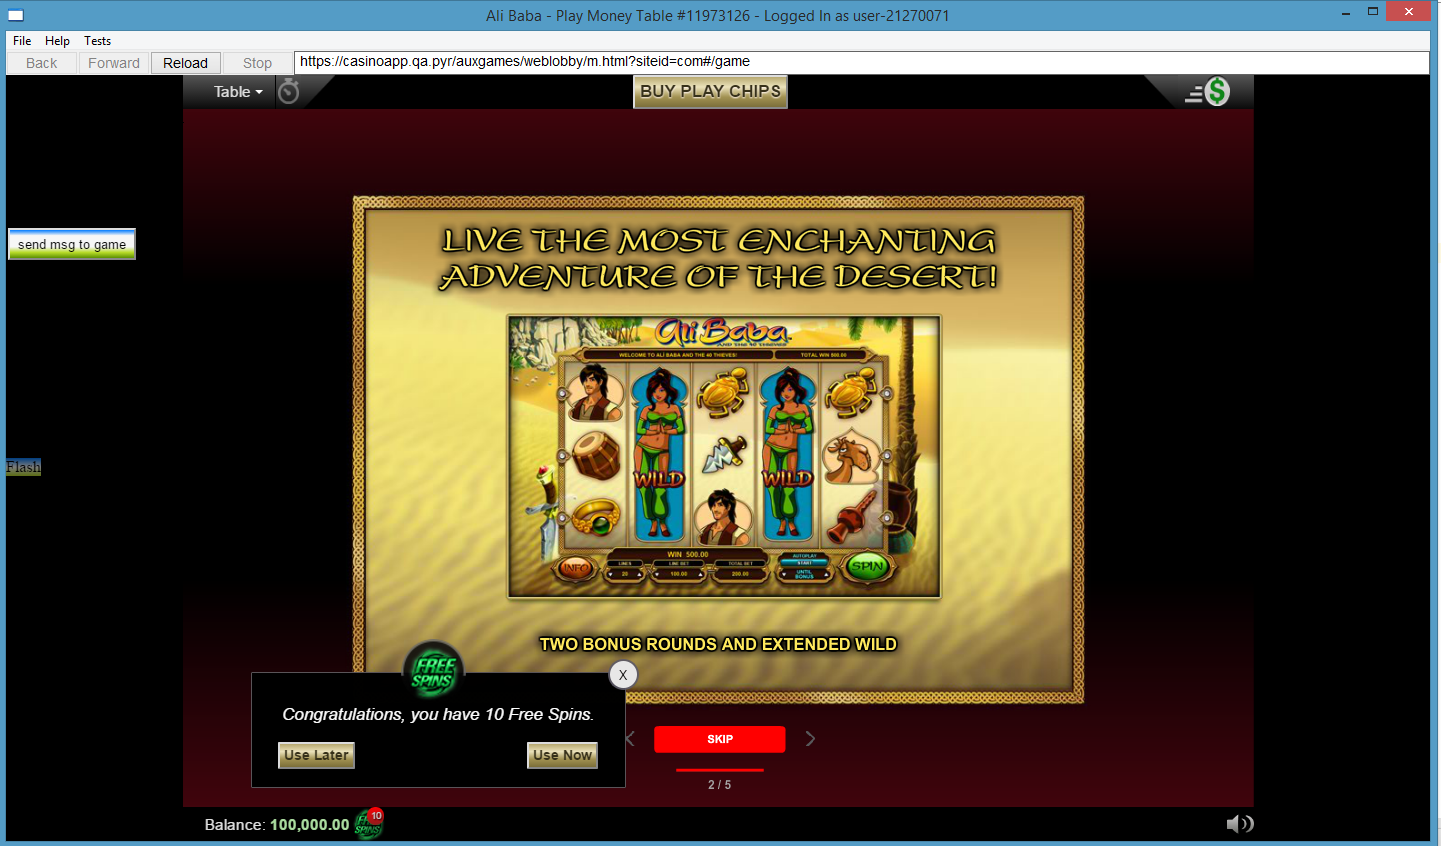 Ali Baba - Play Money Table #11973126 - Logged In as user-21270071
File Help Tests
Back Forward Reload Stop https://casinoapp.qa.pyr/auxgames/weblobby/m.html?siteid=com#/game
Table BUY PLAY CHIPS $
send msg to game
LIVE THE MOST ENCHANTING
ADVENTURE OF THE DESERT!
Ali Baba
AND THE 40 THIEVES
WELCOME TO ALI BABA AND THE 40 THIEVES! TOTAL WIN 500.00
Flash
WILD WILD
WIN 500.00
LINES LINE BET TOTAL BET AUTOPLAY
START
INFO 20 100.00 200.00 UNTIL
BONUS SPIN
TWO BONUS ROUNDS AND EXTENDED WILD
FREE
SPINS
X
Congratulations, you have 10 Free Spins.
Use Later Use Now
< SKIP >
2 / 5
Balance: 100,000.00 FREE SPINS 10